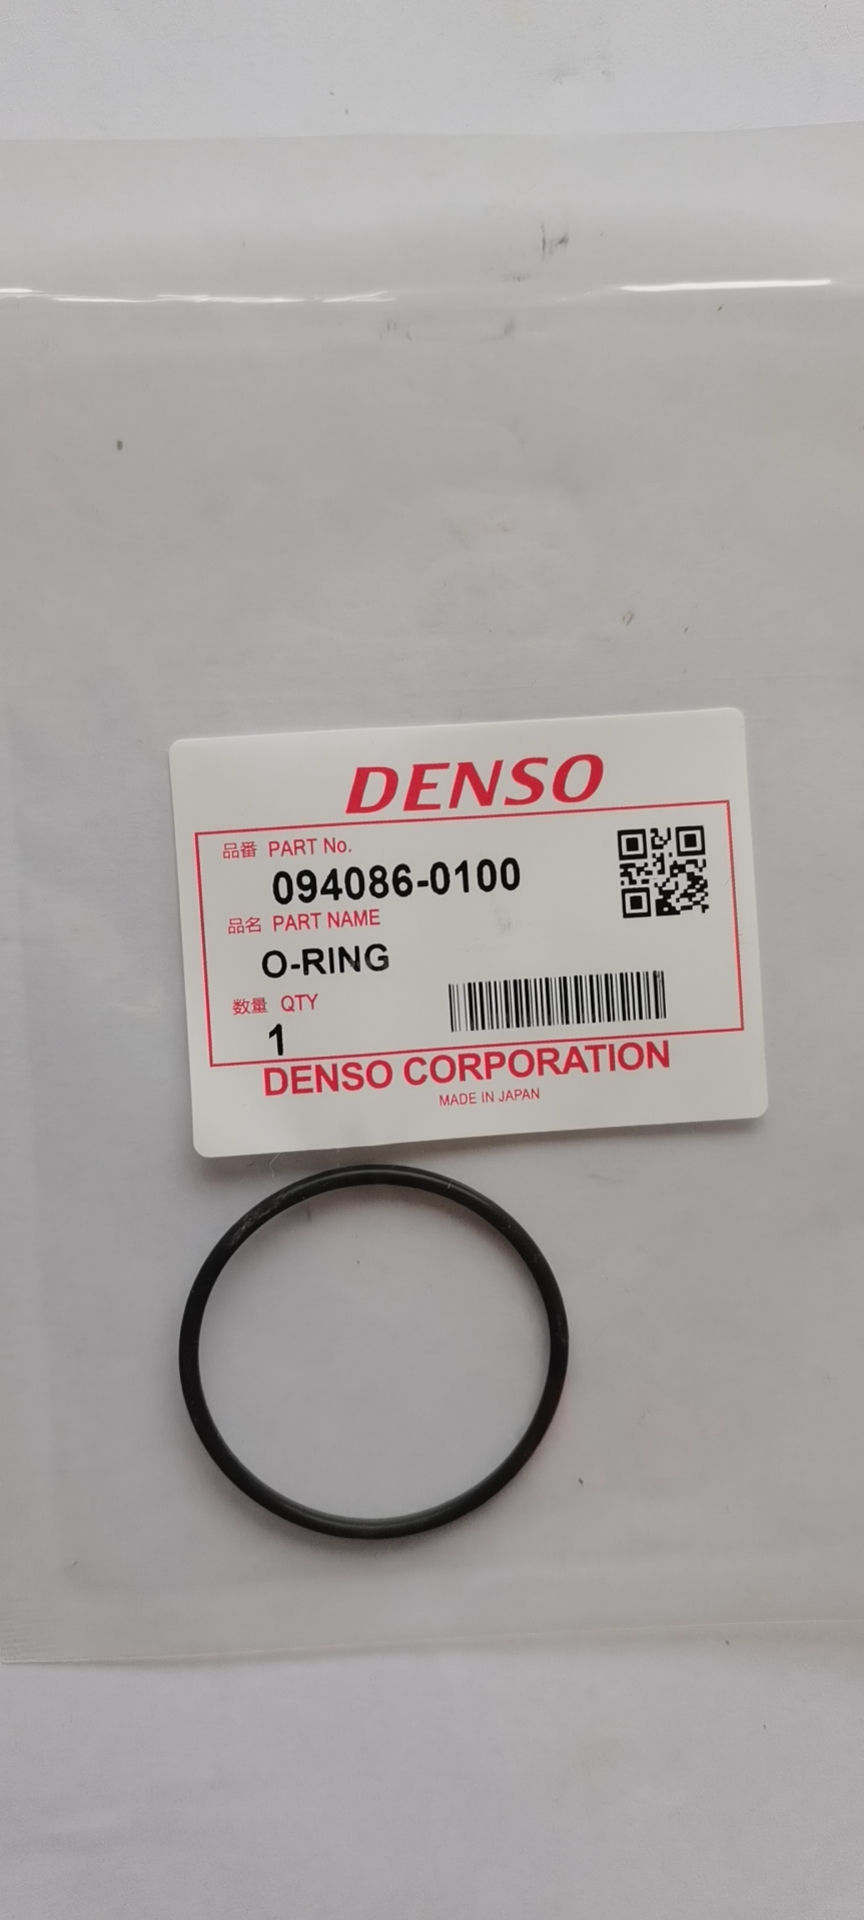 DENSO
品番 PART No.
094086-0100
品名 PART NAME
O-RING
数量 QTY
1
DENSO CORPORATION
MADE IN JAPAN